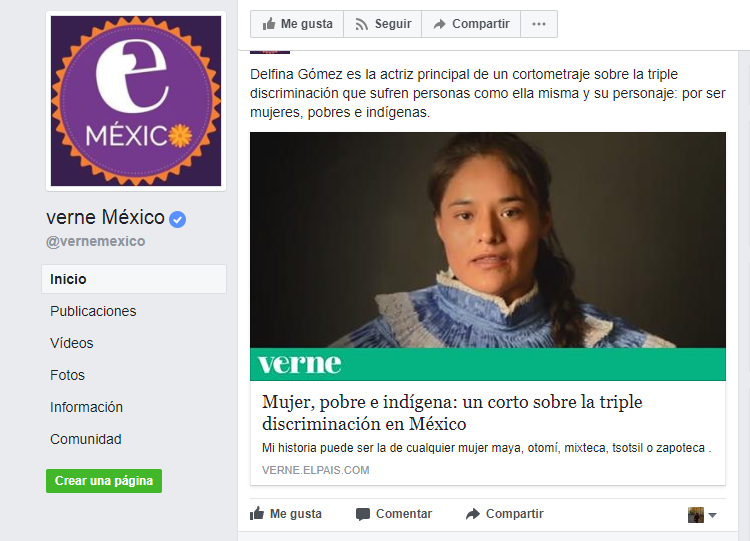 e
MÉXICO
verne México
@vernemexico
Inicio
Publicaciones
Vídeos
Fotos
Información
Comunidad
Crear una página
Me gusta
Seguir
Compartir
Delfina Gómez es la actriz principal de un cortometraje sobre la triple
discriminación que sufren personas como ella misma y su personaje: por ser
mujeres, pobres e indígenas.
verne
Mujer, pobre e indígena: un corto sobre la triple
discriminación en México
Mi historia puede ser la de cualquier mujer maya, otomí, mixteca, tsotsil o zapoteca .
VERNE.ELPAIS.COM
Me gusta
Comentar
Compartir